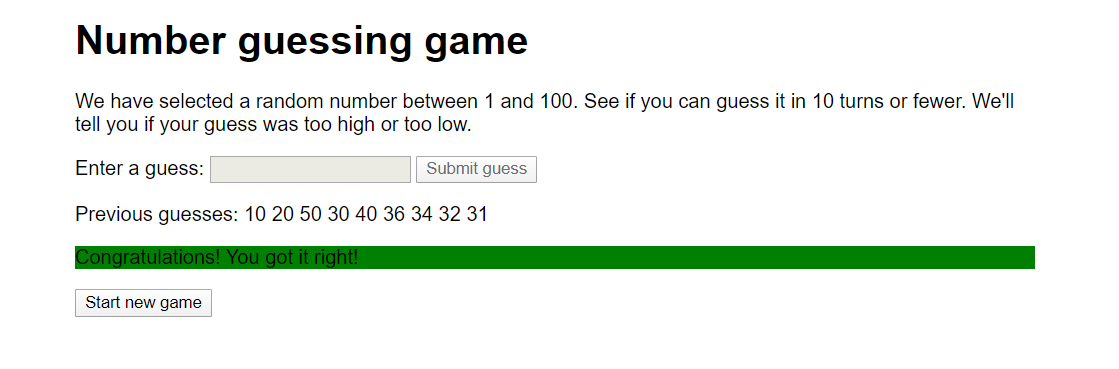 Number guessing game
We have selected a random number between 1 and 100. See if you can guess it in 10 turns or fewer. We'll
tell you if your guess was too high or too low.
Enter a guess: Submit guess
Previous guesses: 10 20 50 30 40 36 34 32 31
Congratulations! You got it right!
Start new game